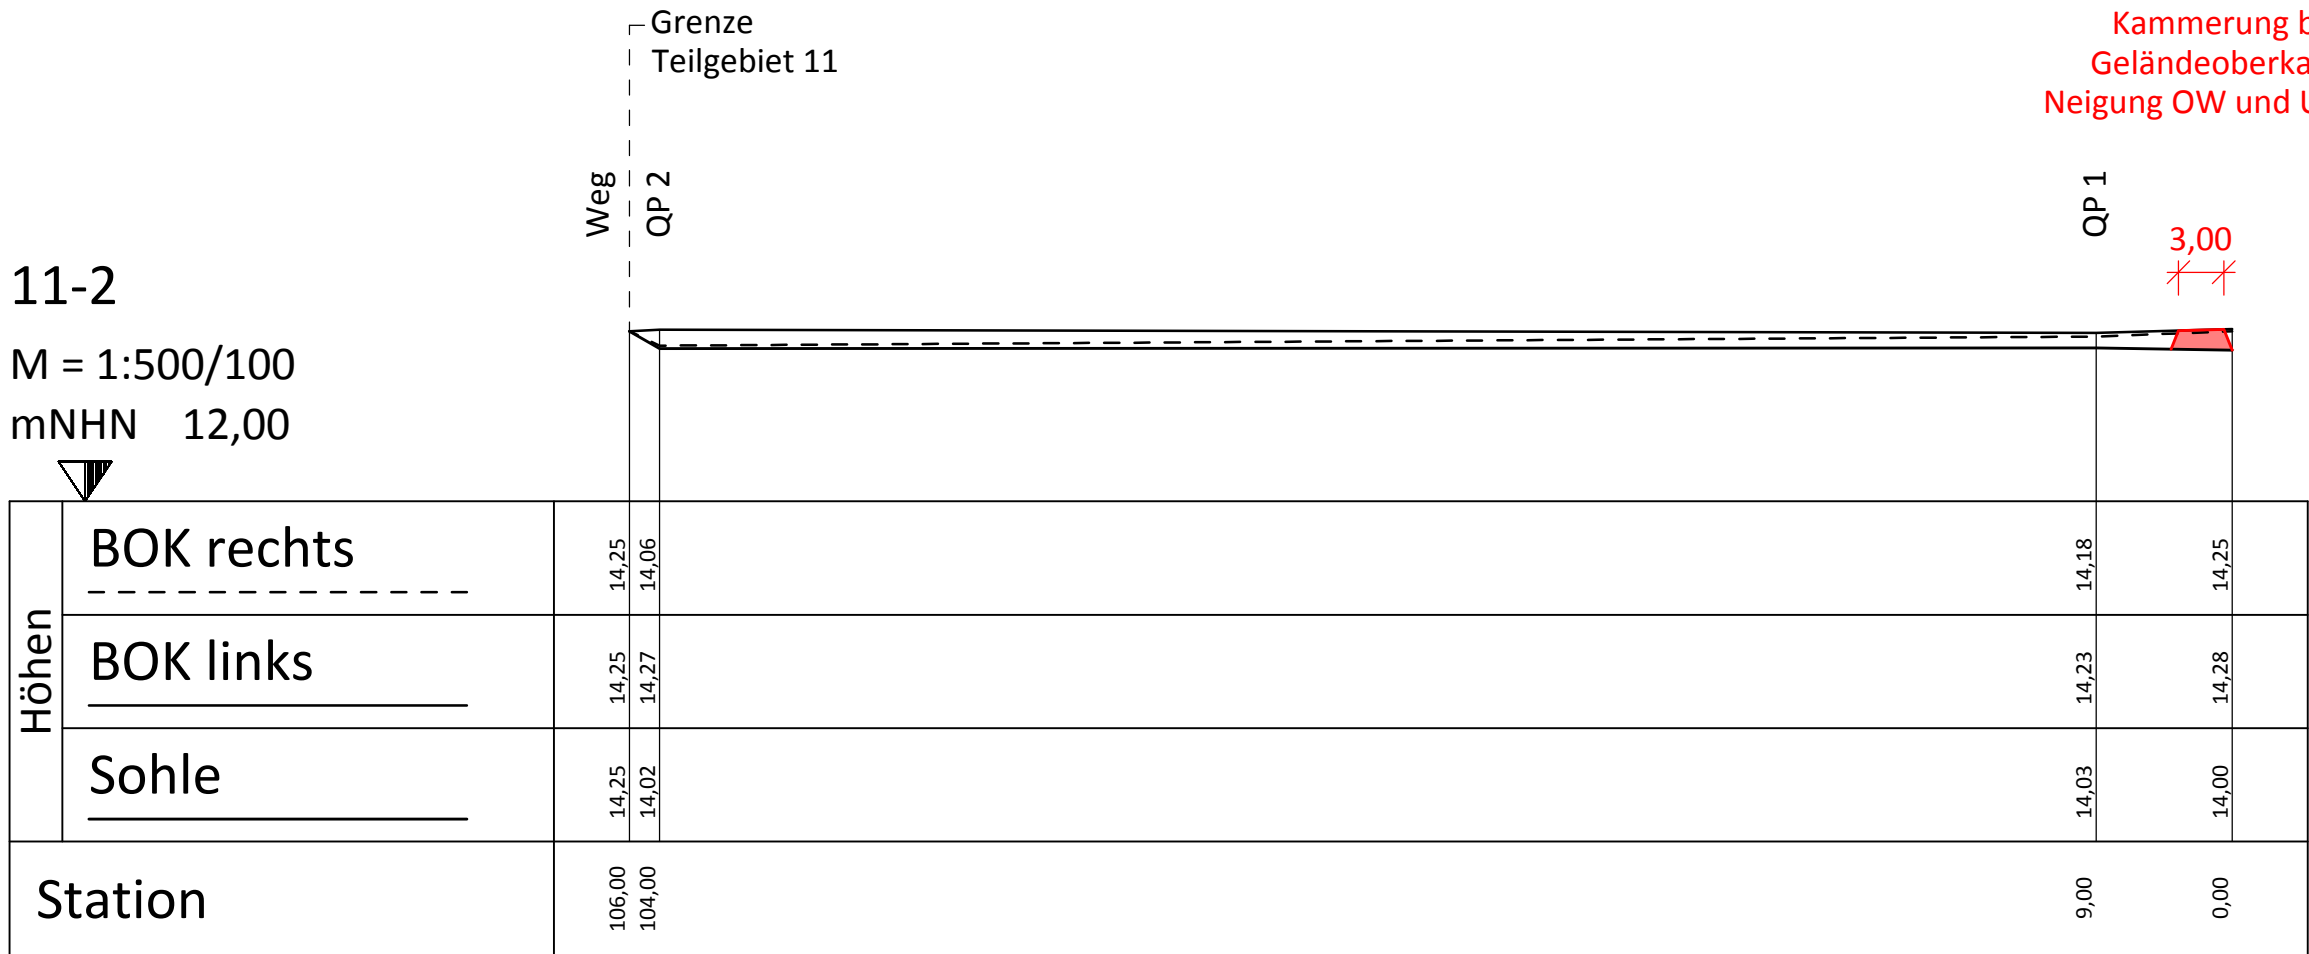 Grenze
Teilgebiet 11
Kammerung b
Geländeoberka
Neigung OW und U
Weg
QP 2
QP 1
3,00
11-2
M = 1:500/100
mNHN 12,00
Höhen
BOK rechts
14,25
14,06
14,18
14,25
BOK links
14,25
14,27
14,23
14,28
Sohle
14,25
14,02
14,03
14,00
Station
106,00
104,00
9,00
0,00